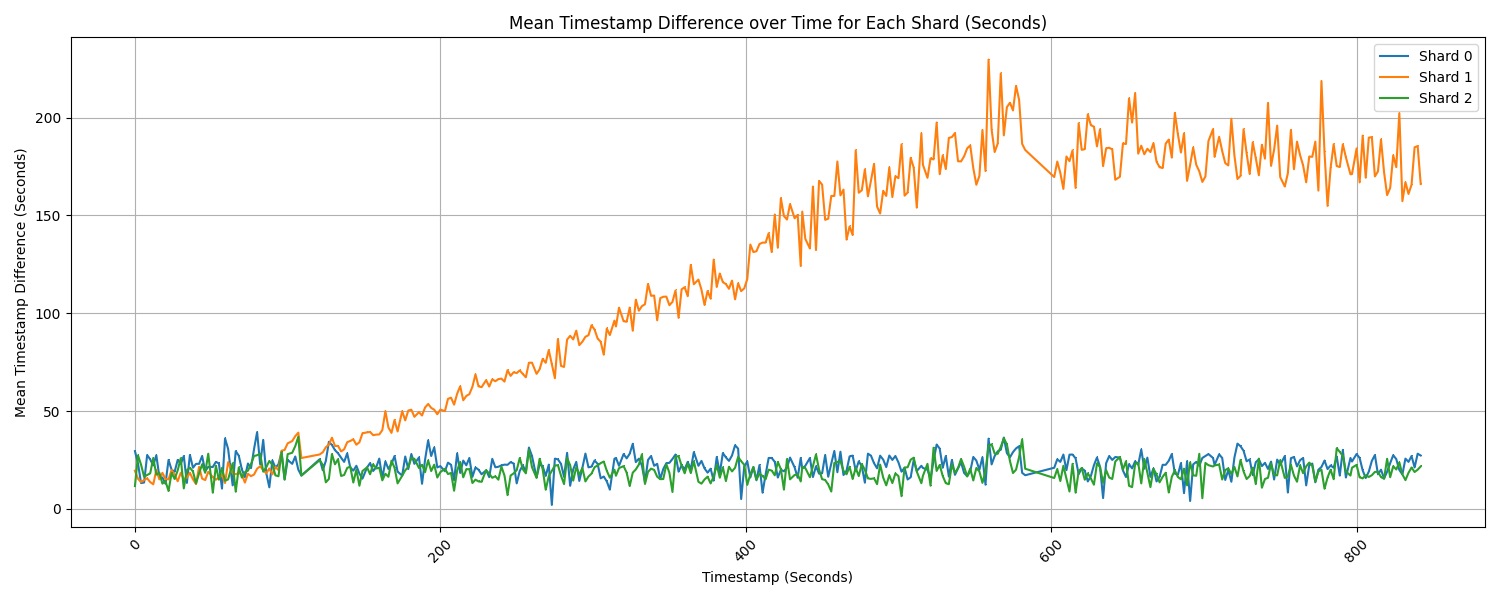 Mean Timestamp Difference over Time for Each Shard (Seconds)
Shard 0
Shard 1
Shard 2
Mean Timestamp Difference (Seconds)
200
150
100
50
0
0
200
400
600
800
Timestamp (Seconds)